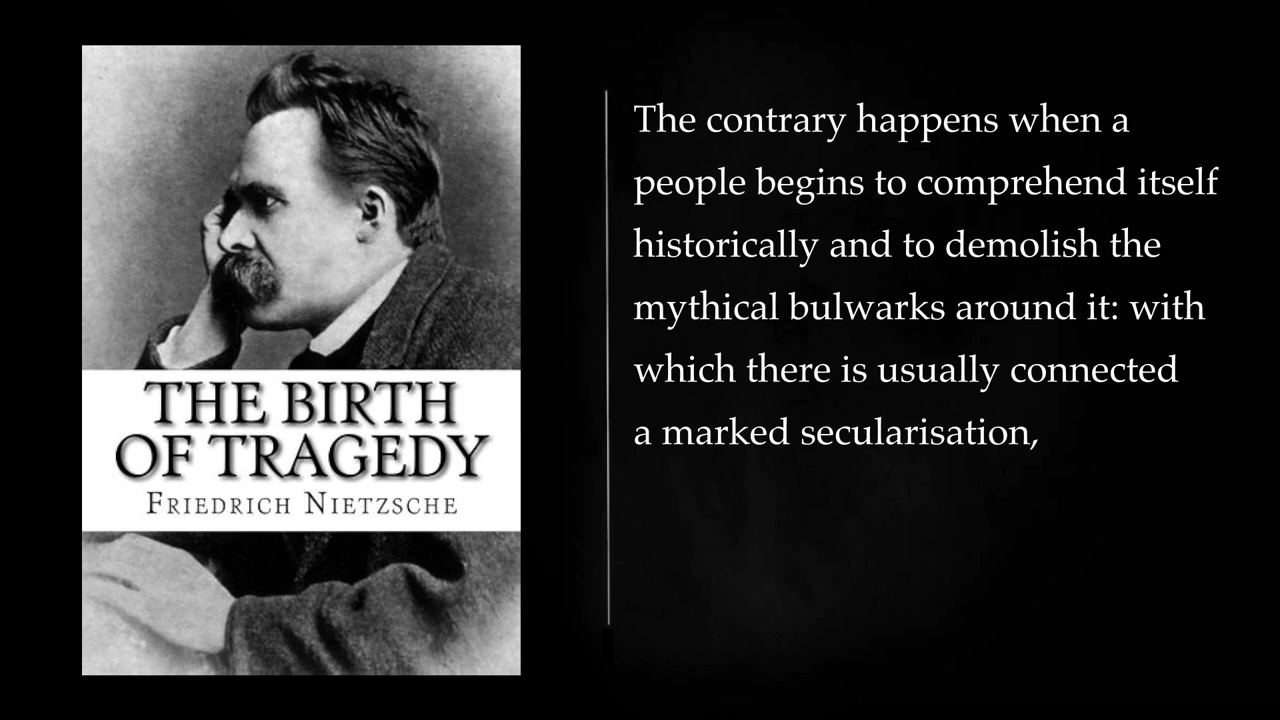 THE BIRTH
OF TRAGEDY
FRIEDRICH NIETZSCHE
The contrary happens when a
people begins to comprehend itself
historically and to demolish the
mythical bulwarks around it: with
which there is usually connected
a marked secularisation,